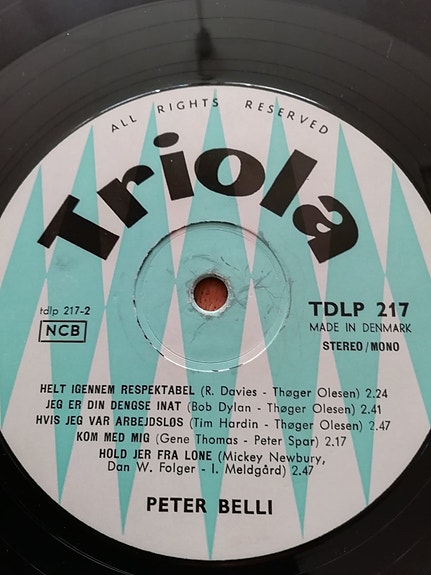 ALL RIGHTS RESERVED
Triola
tdlp 217-2
NCB
TDLP 217
MADE IN DENMARK
STEREO/MONO
HELT IGENNEM RESPEKTABEL (R. Davies - Thøger Olesen) 2.24
JEG ER DIN DENGSE INAT (Bob Dylan - Thøger Olesen) 2.41
HVIS JEG VAR ARBEJDSLØS (Tim Hardin - Thøger Olesen) 2.47
KOM MED MIG (Gene Thomas - Peter Spar) 2.17
HOLD JER FRA LONE (Mickey Newbury,
Dan W. Folger - I. Meldgård) 2.47
PETER BELLI